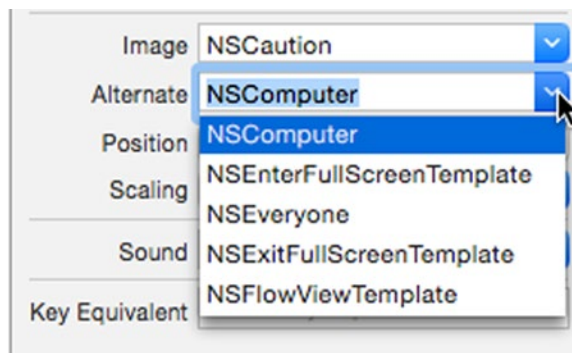 Image NSCaution
Alternate NSComputer
Position NSComputer
Scaling NSEnterFullScreenTemplate
NSEveryone
Sound NSExitFullScreenTemplate
Key Equivalent NSFlowViewTemplate